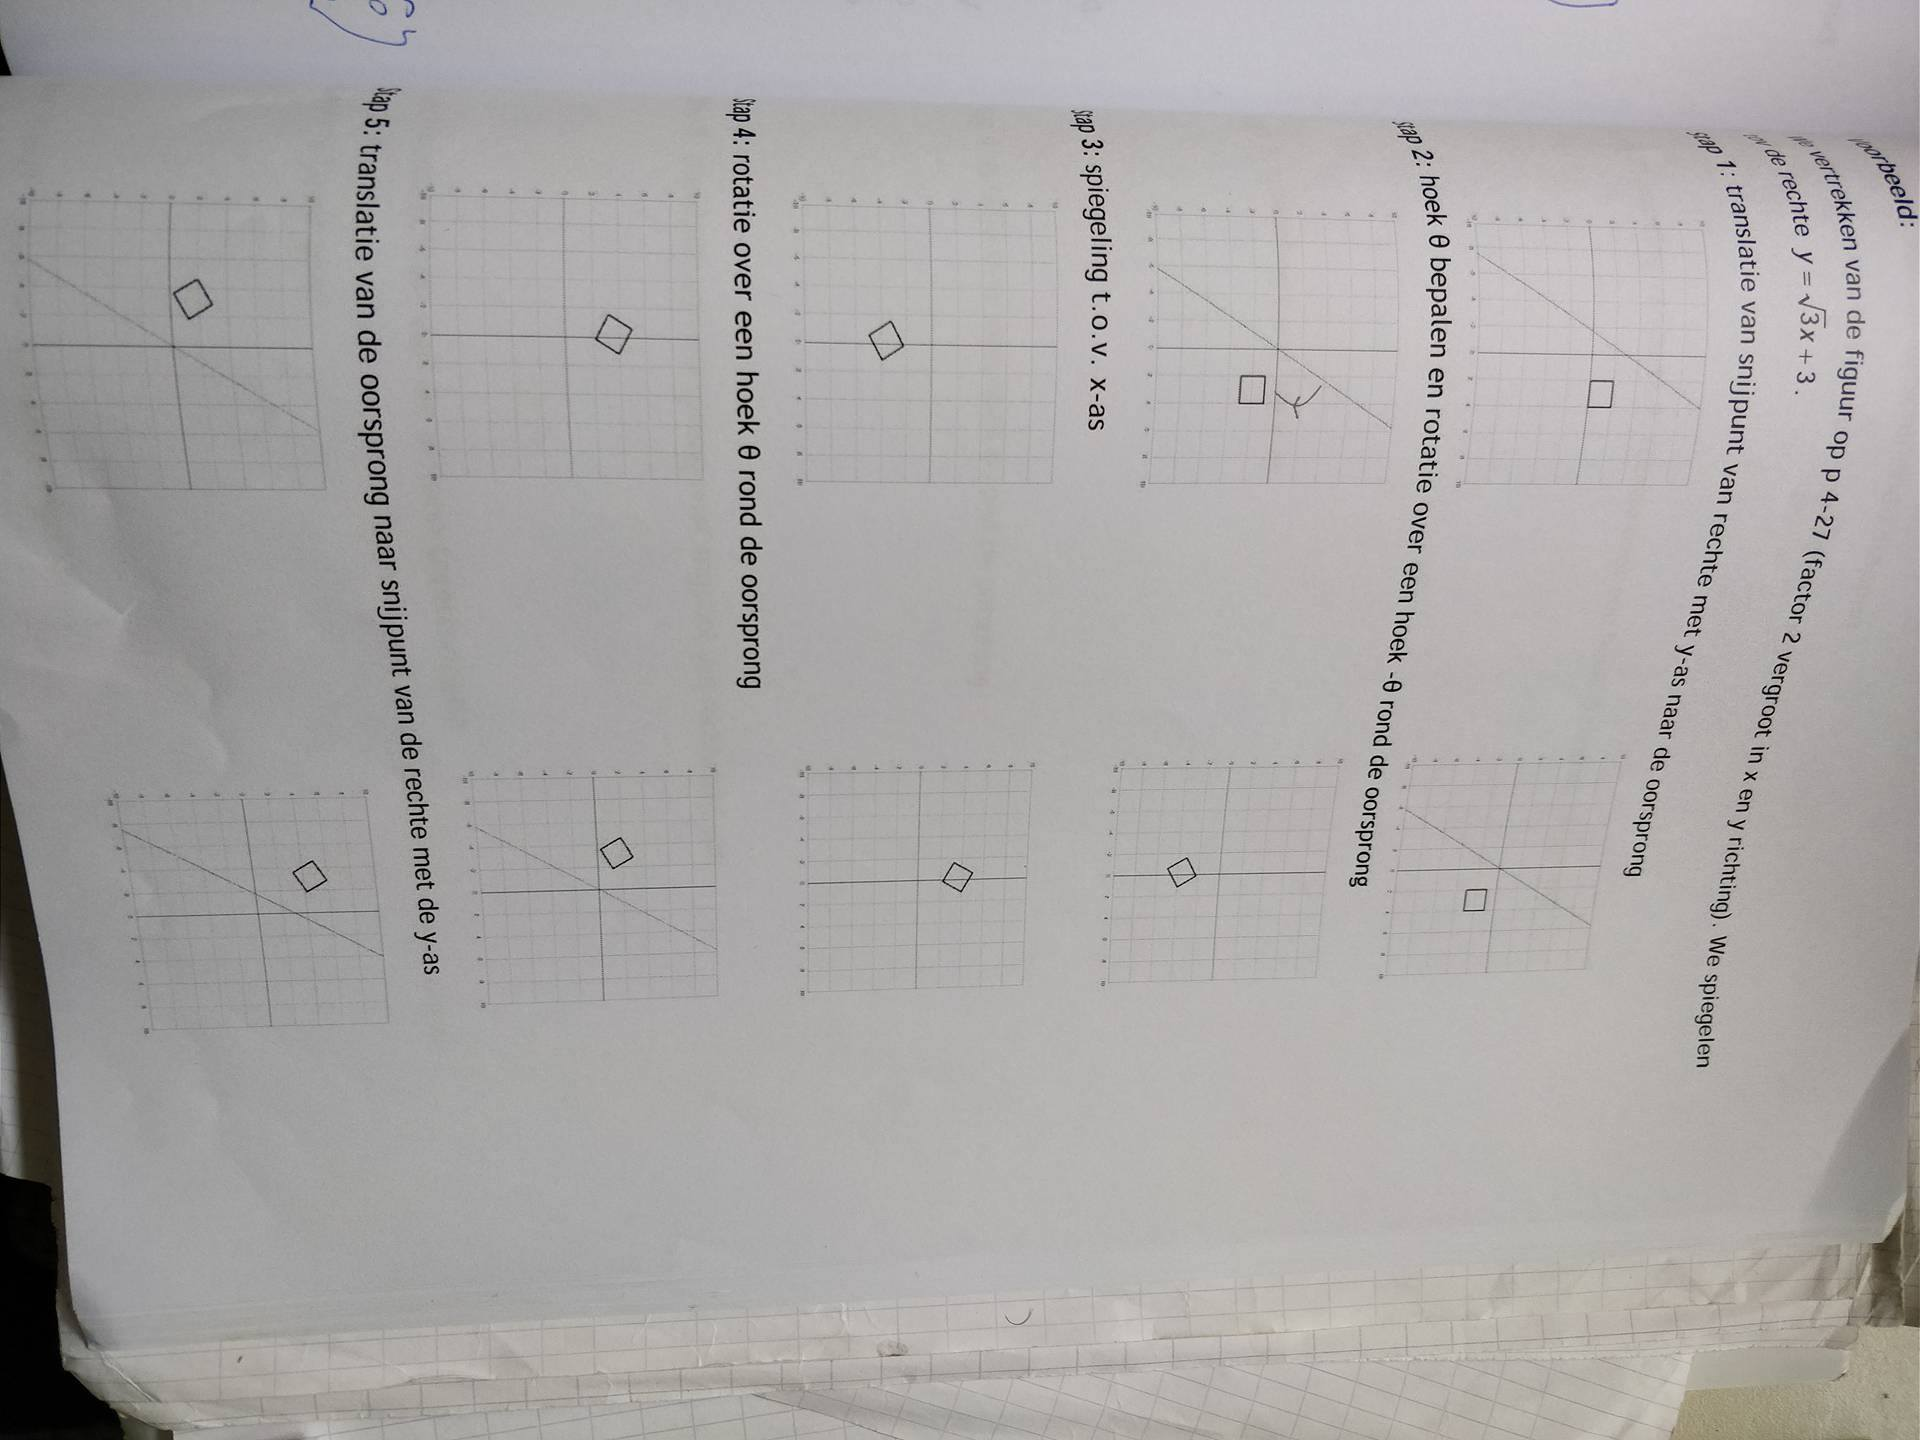 We vertrekken van de figuur op p 4-27 (factor 2 vergroot in x en y richting). We spiegelen
de rechte y = √3x + 3.
stap 1: translatie van snijpunt van rechte met y-as naar de oorsprong
stap 2: hoek θ bepalen en rotatie over een hoek -θ rond de oorsprong
stap 3: spiegeling t.o.v. x-as
Stap 4: rotatie over een hoek θ rond de oorsprong
Stap 5: translatie van de oorsprong naar snijpunt van de rechte met de y-as